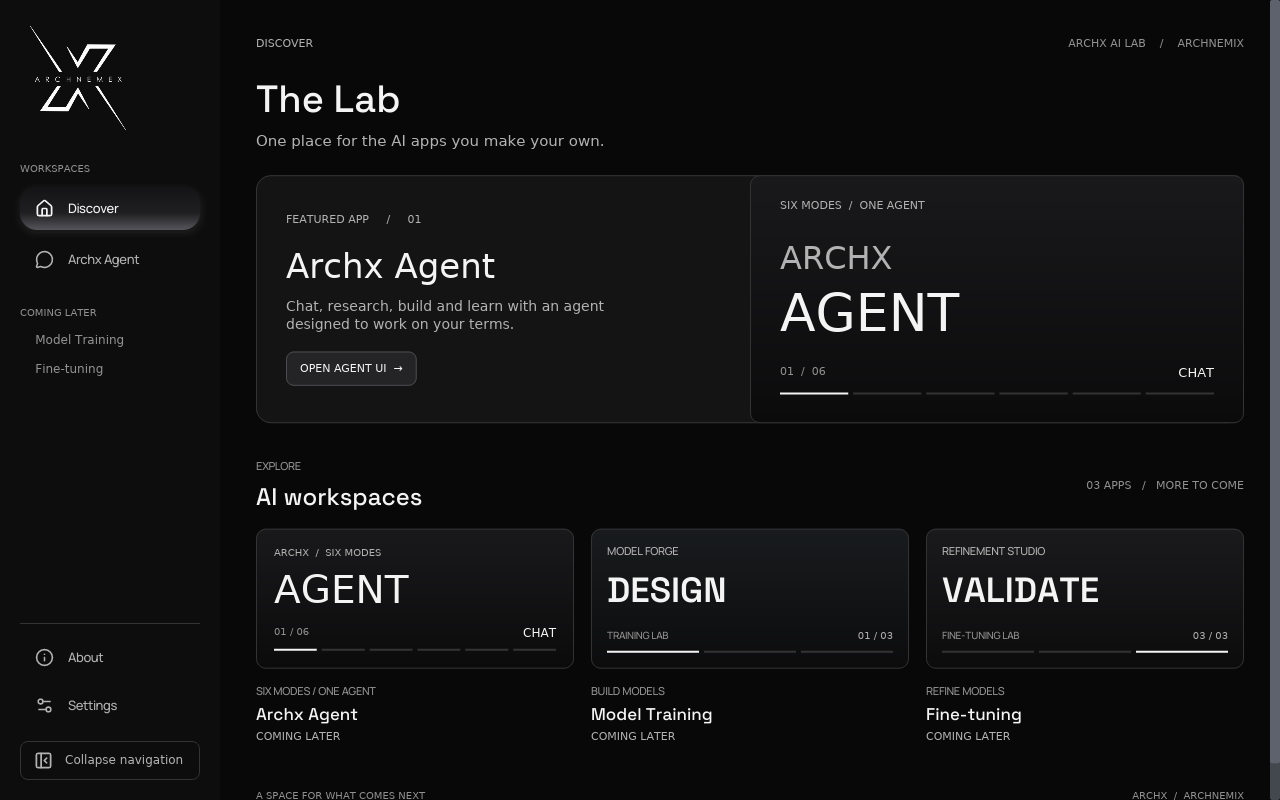 ARCHNEMEX
WORKSPACES
Discover
Archx Agent
COMING LATER
Model Training
Fine-tuning
About
Settings
Collapse navigation
DISCOVER
ARCHX AI LAB / ARCHNEMIX
The Lab
One place for the AI apps you make your own.
FEATURED APP / 01
Archx Agent
Chat, research, build and learn with an agent
designed to work on your terms.
OPEN AGENT UI →
SIX MODES / ONE AGENT
ARCHX
AGENT
01 / 06
CHAT
EXPLORE
AI workspaces
03 APPS / MORE TO COME
ARCHX / SIX MODES
AGENT
01 / 06
CHAT
SIX MODES / ONE AGENT
Archx Agent
COMING LATER
MODEL FORGE
DESIGN
TRAINING LAB
01 / 03
BUILD MODELS
Model Training
COMING LATER
REFINEMENT STUDIO
VALIDATE
FINE-TUNING LAB
03 / 03
REFINE MODELS
Fine-tuning
COMING LATER
A SPACE FOR WHAT COMES NEXT
ARCHX / ARCHNEMIX